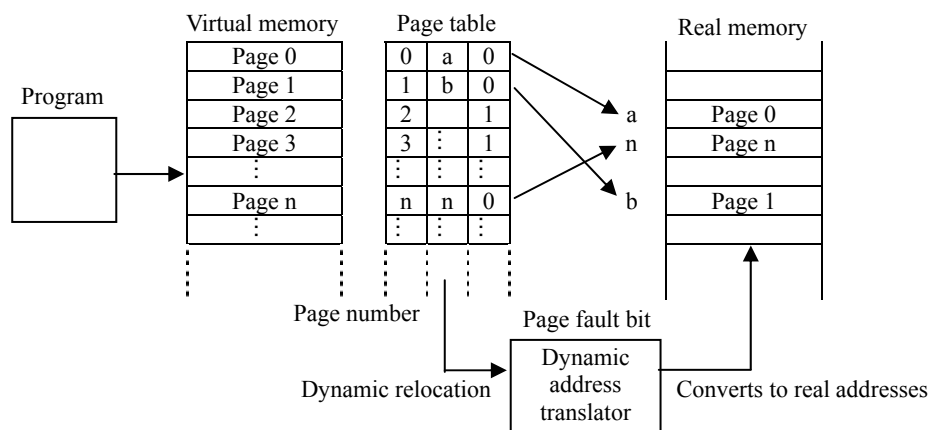 Virtual memory Page table Real memory
Page 0 0 a 0
Page 1 1 b 0
Program
Page 2 2 1 a Page 0
Page 3 3 ⋮ 1 n Page n
⋮ ⋮ ⋮ ⋮
Page n n n 0 b Page 1
⋮ ⋮ ⋮ ⋮
Page number Page fault bit
Dynamic relocation
Dynamic
address
translator
Converts to real addresses